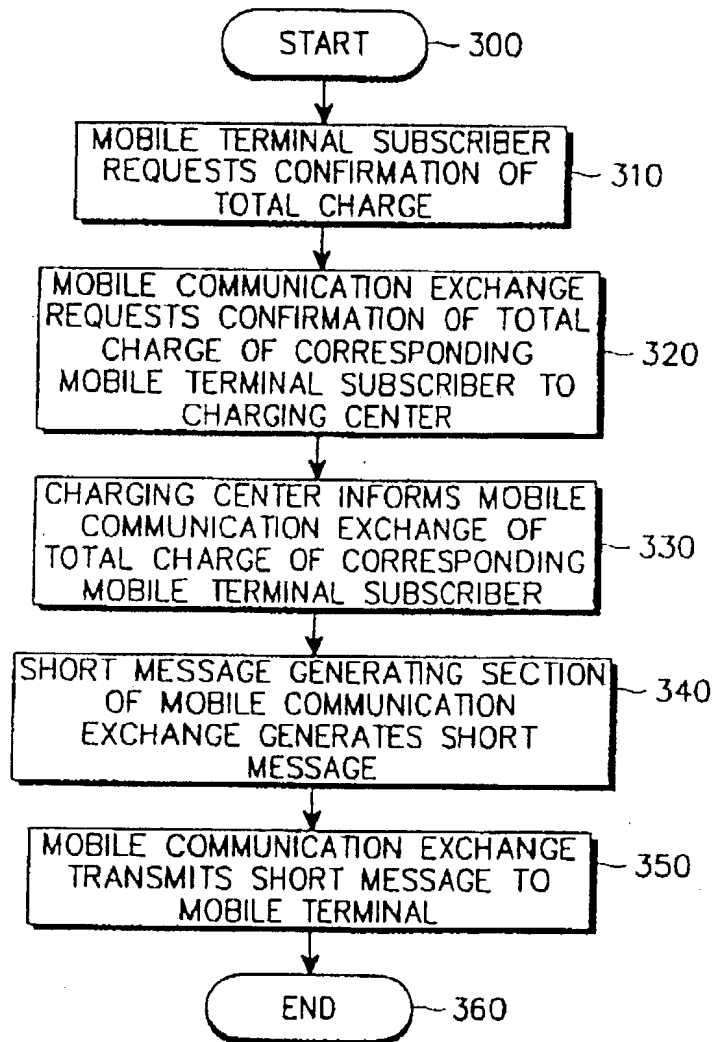 START
300
MOBILE TERMINAL SUBSCRIBER
REQUESTS CONFIRMATION OF
TOTAL CHARGE
310
MOBILE COMMUNICATION EXCHANGE
REQUESTS CONFIRMATION OF TOTAL
CHARGE OF CORRESPONDING
MOBILE TERMINAL SUBSCRIBER TO
CHARGING CENTER
320
CHARGING CENTER INFORMS MOBILE
COMMUNICATION EXCHANGE OF
TOTAL CHARGE OF CORRESPONDING
MOBILE TERMINAL SUBSCRIBER
330
SHORT MESSAGE GENERATING SECTION
OF MOBILE COMMUNICATION
EXCHANGE GENERATES SHORT
MESSAGE
340
MOBILE COMMUNICATION EXCHANGE
TRANSMITS SHORT MESSAGE TO
MOBILE TERMINAL
350
END
360